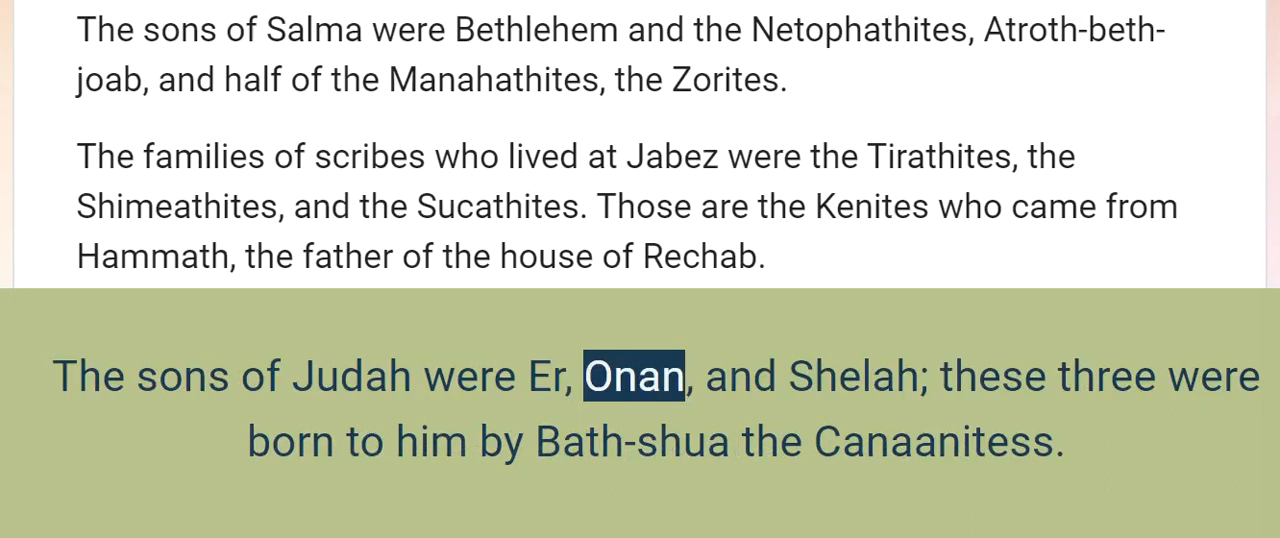 The sons of Salma were Bethlehem and the Netophathites, Atroth-beth-
joab, and half of the Manahathites, the Zorites.
The families of scribes who lived at Jabez were the Tirathites, the
Shimeathites, and the Sucathites. Those are the Kenites who came from
Hammath, the father of the house of Rechab.
The sons of Judah were Er, Onan, and Shelah; these three were
born to him by Bath-shua the Canaanitess.